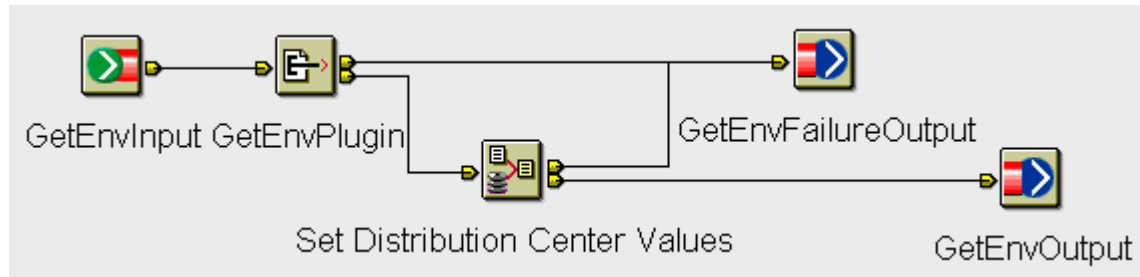 GetEnvInput
GetEnvPlugin
GetEnvFailureOutput
Set Distribution Center Values
GetEnvOutput